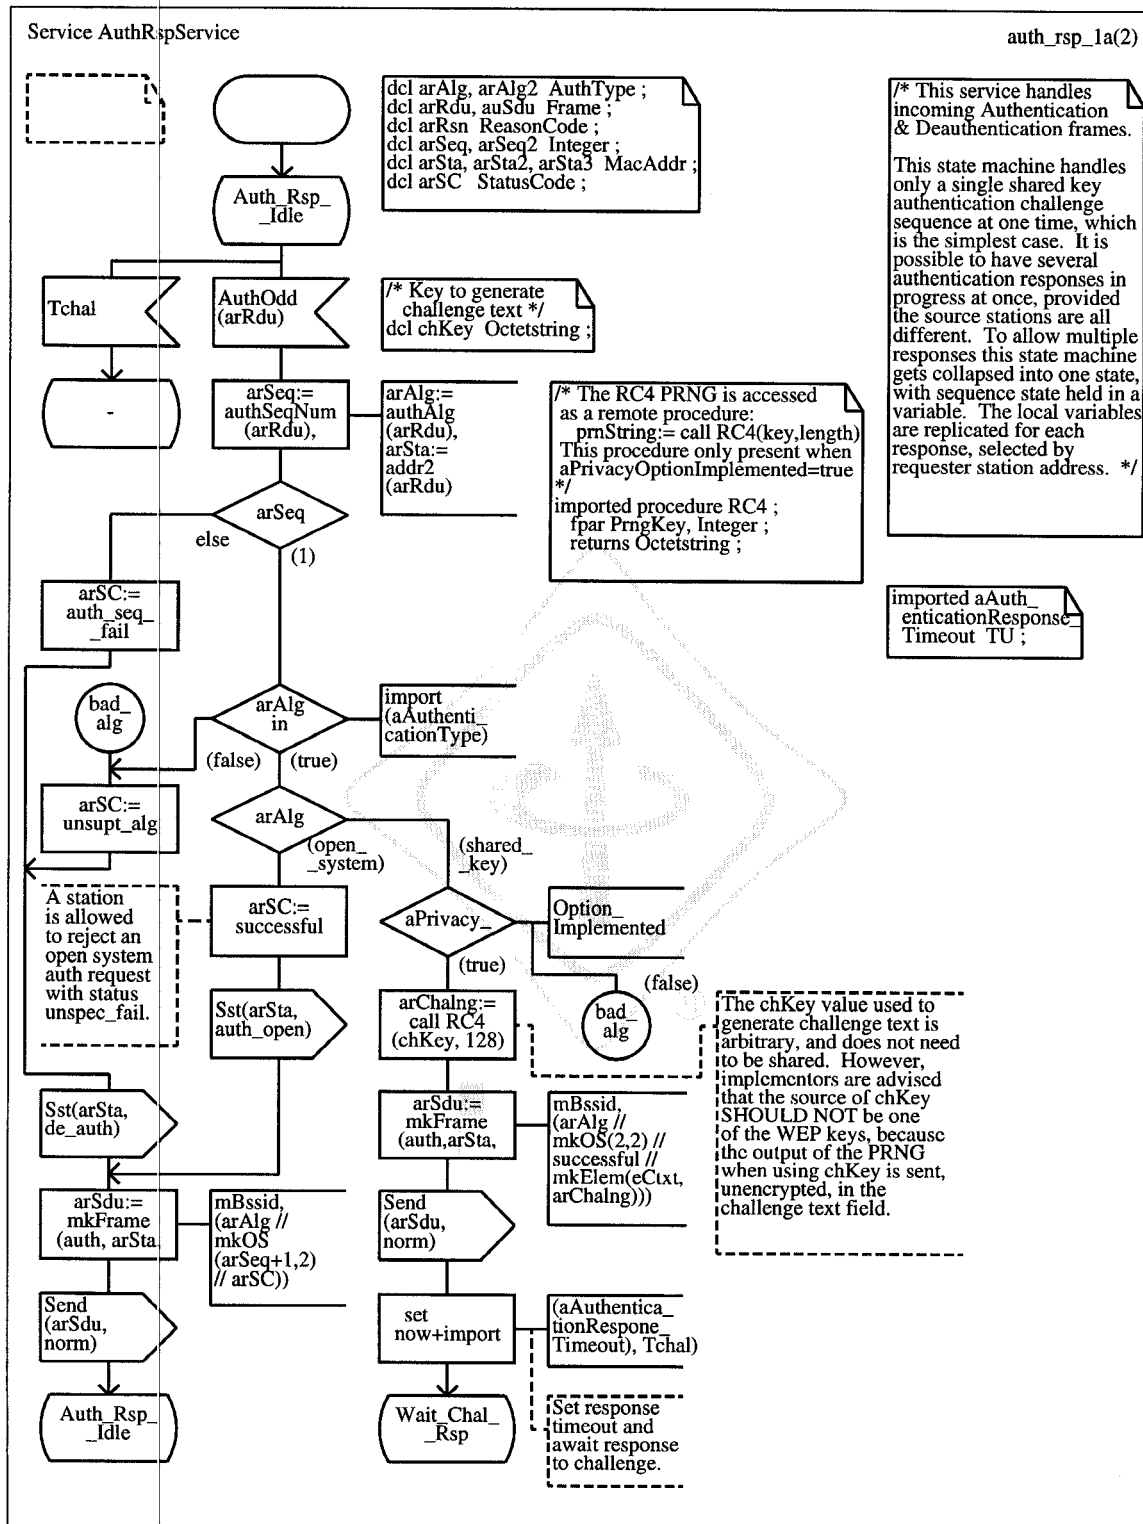 Service AuthRspService
auth_rsp_1a(2)
dcl arAlg, arAlg2 AuthType ;
dcl arRdu, auSdu Frame ;
dcl arRsn ReasonCode ;
dcl arSeq, arSeq2 Integer ;
dcl arSta, arSta2, arSta3 MacAddr ;
dcl arSC StatusCode ;
/* This service handles
incoming Authentication
& Deauthentication frames.
This state machine handles
only a single shared key
authentication challenge
sequence at one time, which
is the simplest case. It is
possible to have several
authentication responses in
progress at once, provided
the source stations are all
different. To allow multiple
responses this state machine
gets collapsed into one state,
with sequence state held in a
variable. The local variables
are replicated for each
response, selected by
requester station address. */
Auth_Rsp_
_Idle
Tchal
AuthOdd
(arRdu)
/* Key to generate
challenge text */
dcl chKey Octetstring ;
-
arSeq:=
authSeqNum
(arRdu),
arAlg:=
authAlg
(arRdu),
arSta:=
addr2
(arRdu)
/* The RC4 PRNG is accessed
as a remote procedure:
prnString:= call RC4(key,length)
This procedure only present when
aPrivacyOptionImplemented=true
*/
imported procedure RC4 ;
fpar PrngKey, Integer ;
returns Octetstring ;
arSeq
else
(1)
arSC:=
auth_seq_
_fail
imported aAuth_
enticationResponse_
Timeout TU ;
bad_
alg
arAlg
in
import
(aAuthenti_
cationType)
(false)
(true)
arSC:=
unsupt_alg
arAlg
(open_
_system)
(shared_
_key)
A station
is allowed
to reject an
open system
auth request
with status
unspec_fail.
arSC:=
successful
aPrivacy_
Option_
Implemented
(true)
(false)
Sst(arSta,
auth_open)
arChalng:=
call RC4
(chKey, 128)
bad_
alg
The chKey value used to
generate challenge text is
arbitrary, and does not need
to be shared. However,
implementors are advised
that the source of chKey
SHOULD NOT be one
of the WEP keys, because
the output of the PRNG
when using chKey is sent,
unencrypted, in the
challenge text field.
Sst(arSta,
de_auth)
arSdu:=
mkFrame
(auth,arSta,
mBssid,
(arAlg //
mkOS(2,2) //
successful //
mkElem(eCtxt,
arChalng)))
arSdu:=
mkFrame
(auth, arSta,
mBssid,
(arAlg //
mkOS
(arSeq+1,2)
// arSC))
Send
(arSdu,
norm)
Send
(arSdu,
norm)
set
now+import
(aAuthentica_
tionRespone_
Timeout), Tchal)
Auth_Rsp_
_Idle
Wait_Chal_
_Rsp
Set response
timeout and
await response
to challenge.